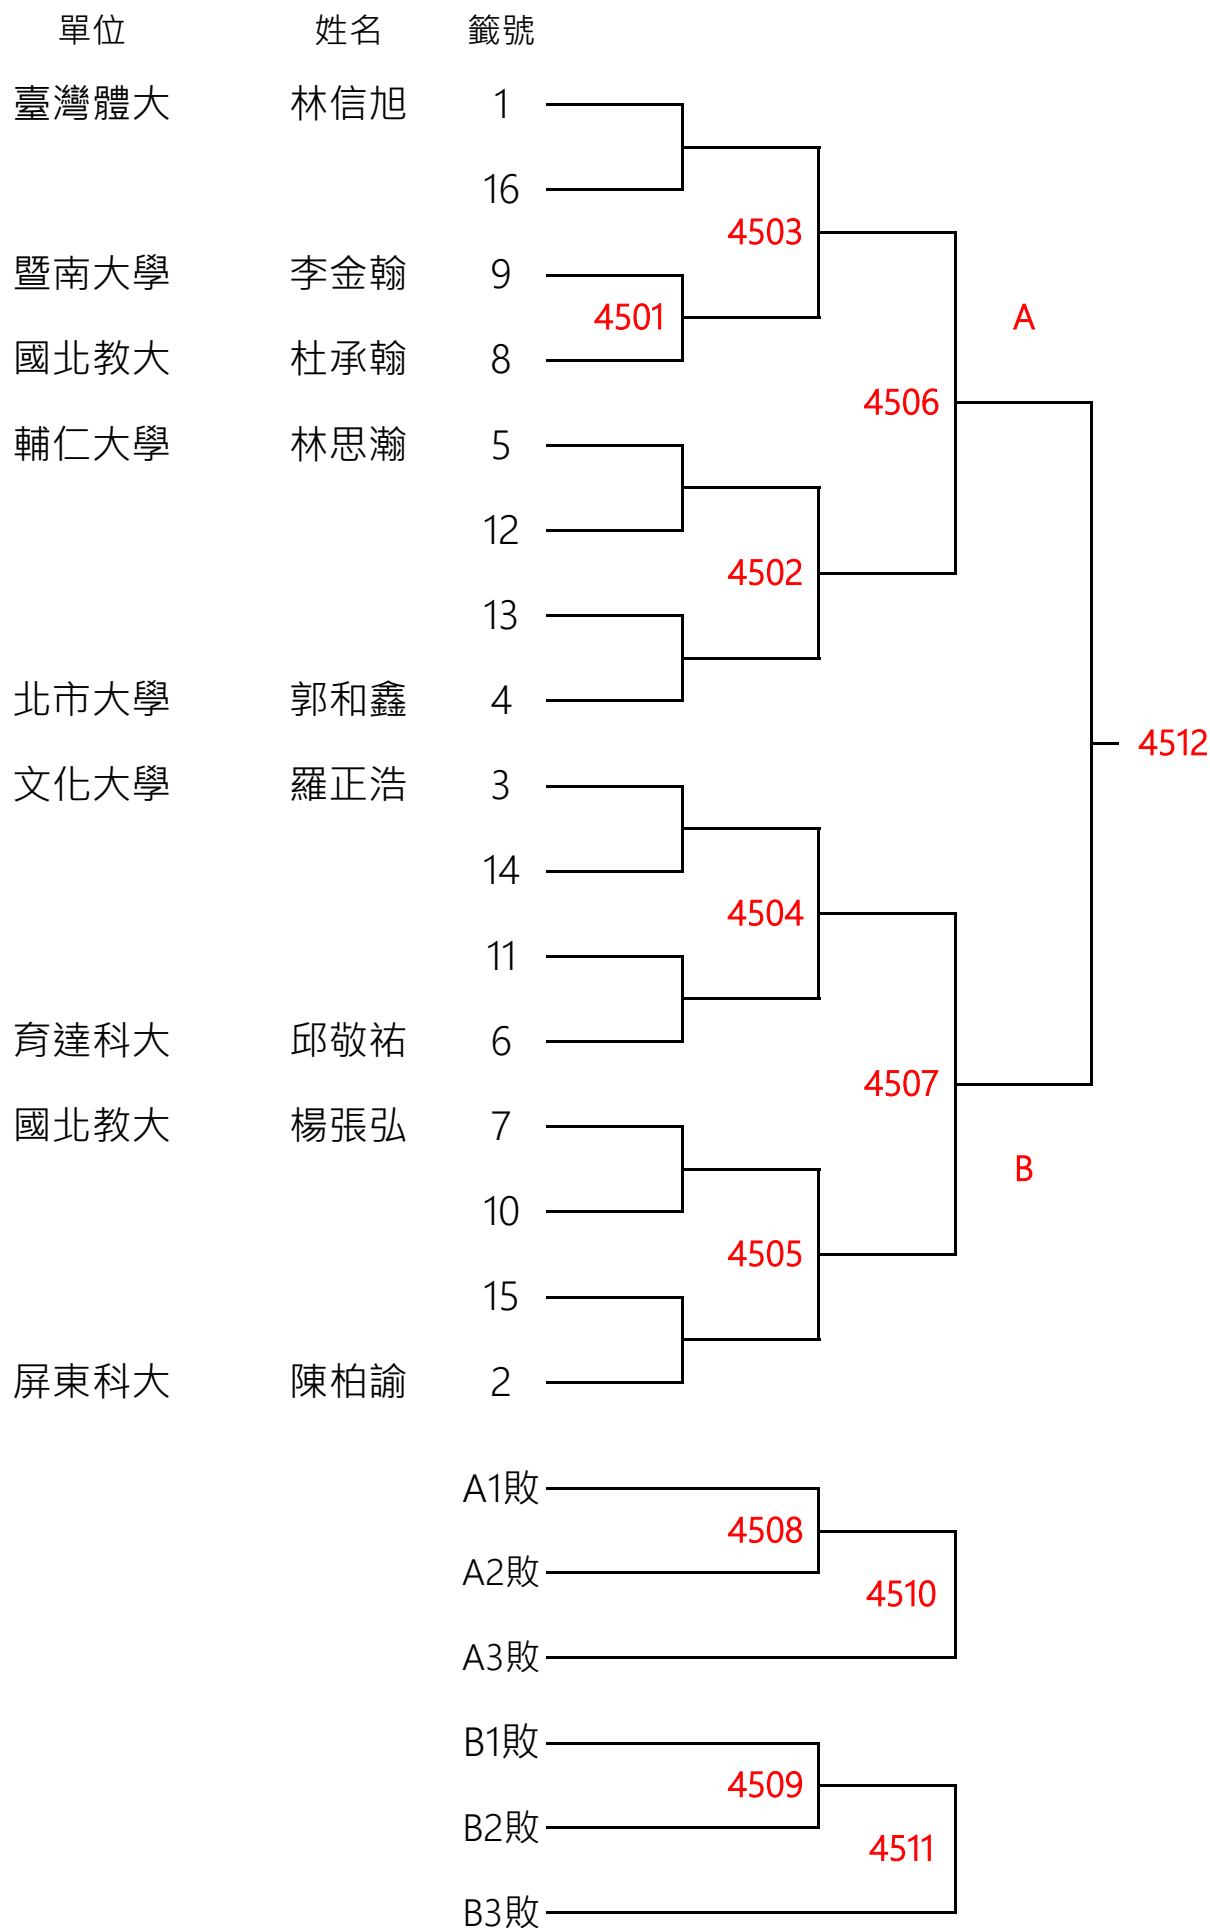 單位 姓名 籤號
臺灣體大 林信旭 1
16
4503
暨南大學 李金翰 9
4501 A
國北教大 杜承翰 8
4506
輔仁大學 林思瀚 5
12
4502
13
北市大學 郭和鑫 4
4512
文化大學 羅正浩 3
14
4504
11
育達科大 邱敬祐 6
4507
國北教大 楊張弘 7
B
10
4505
15
屏東科大 陳柏諭 2
A1敗
4508
A2敗
4510
A3敗
B1敗
4509
B2敗
4511
B3敗